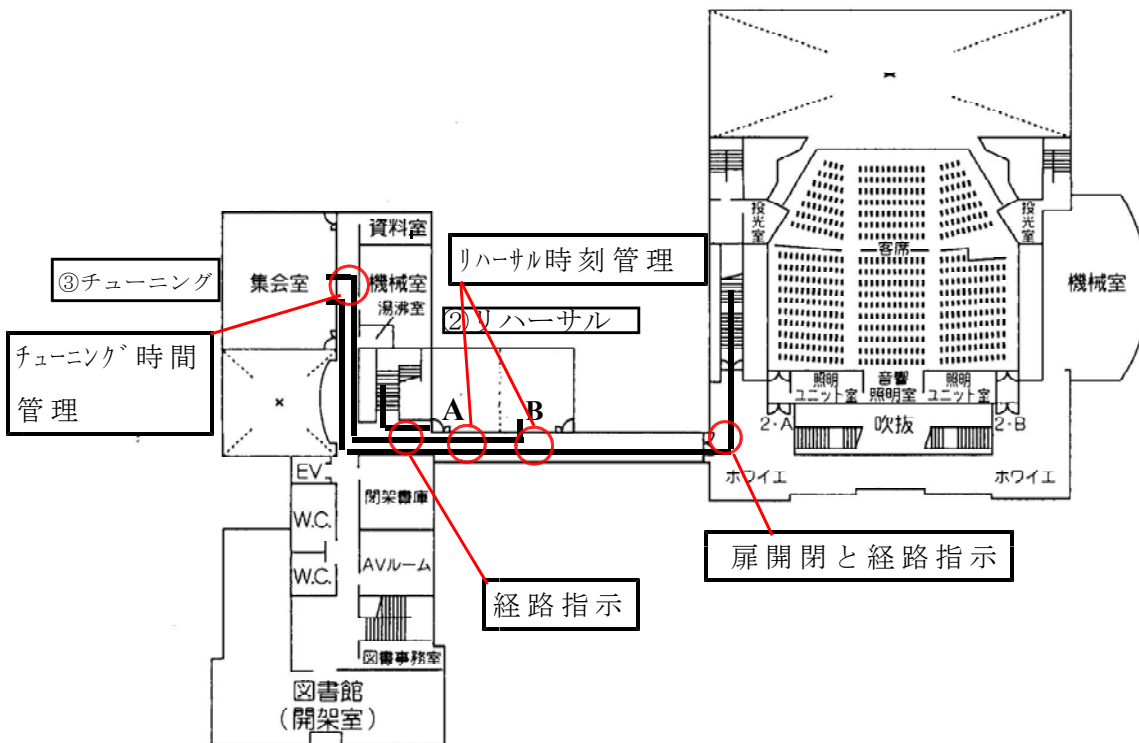 資料室
集会室
機械室
湯沸室
③チューニング
チューニング時間
管理
リハーサル時刻管理
②リハーサル
A
B
経路指示
扉開閉と経路指示
EV
W.C.
W.C.
閉架書庫
AVルーム
図書事務室
図書館
(開架室)
投光室
投光室
客席
機械室
照明
ユニット室
音響
照明室
照明
ユニット室
2・A
吹抜
2・B
ホワイエ
ホワイエ